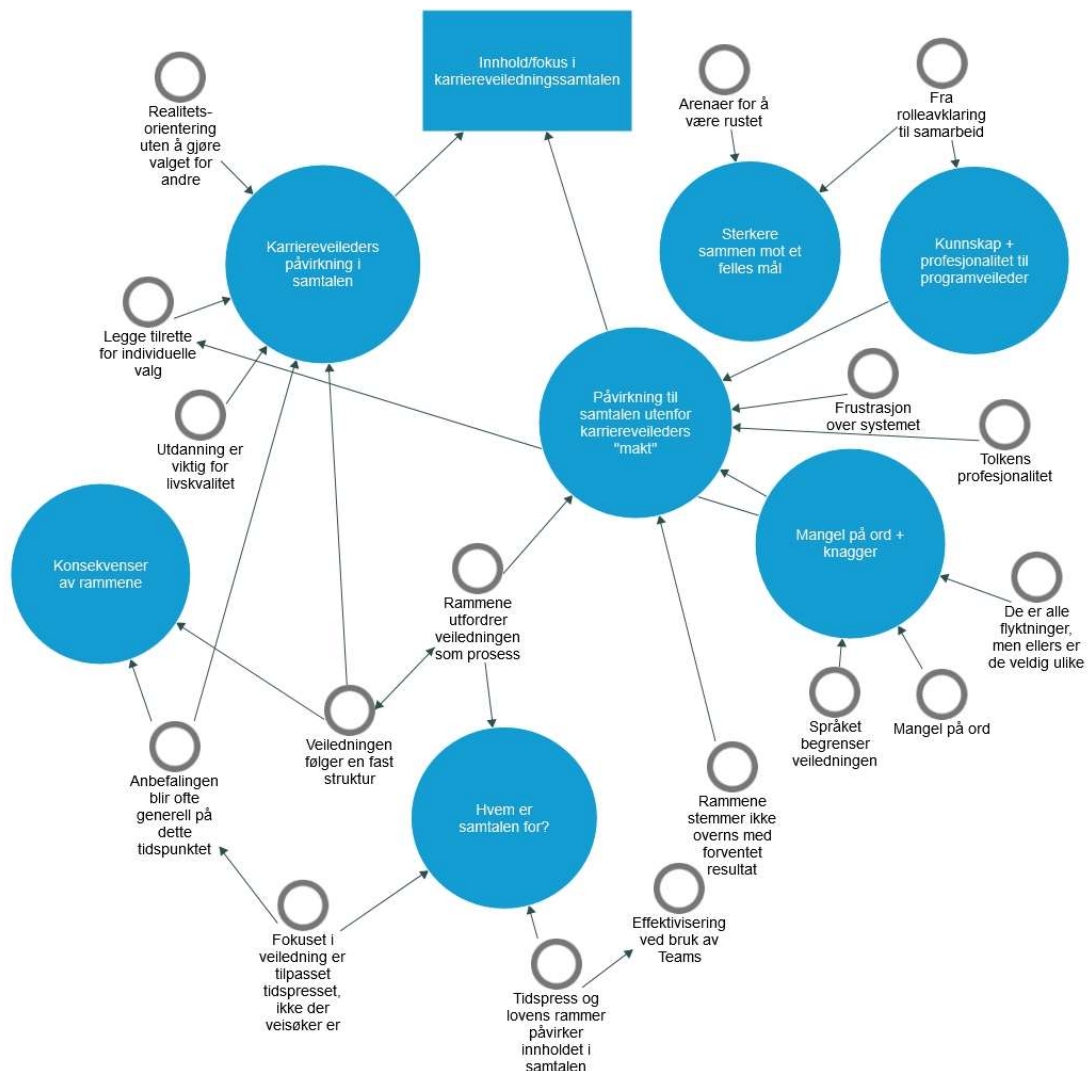 Innhold/fokus i
karriereveiledningssamtalen
Realitets-
orientering
uten å gjøre
valget for
andre
Arenaer for å
være rustet
Fra
rolleavklaring
til samarbeid
Karriereveileders
påvirkning i
samtalen
Sterkere
sammen mot et
felles mål
Kunnskap +
profesjonalitet til
programveileder
Legge tilrette
for individuelle
valg
Utdanning er
viktig for
livskvalitet
Påvirkning til
samtalen utenfor
karriereveileders
"makt"
Frustrasjon
over systemet
Tolkens
profesjonalitet
Konsekvenser
av rammene
Mangel på ord +
knagger
Rammene
utfordrer
veiledningen
som prosess
De er alle
flyktninger,
men ellers er
de veldig ulike
Språket
begrenser
veiledningen
Mangel på ord
Veiledningen
følger en fast
struktur
Anbefalingen
blir ofte
generell på
dette
tidspunktet
Hvem er
samtalen for?
Rammene
stemmer ikke
overns med
forventet
resultat
Effektivisering
ved bruk av
Teams
Fokuset i
veiledning er
tilpasset
tidspresset,
ikke der
veisøker er
Tidspress og
lovens rammer
påvirker
innholdet i
samtalen